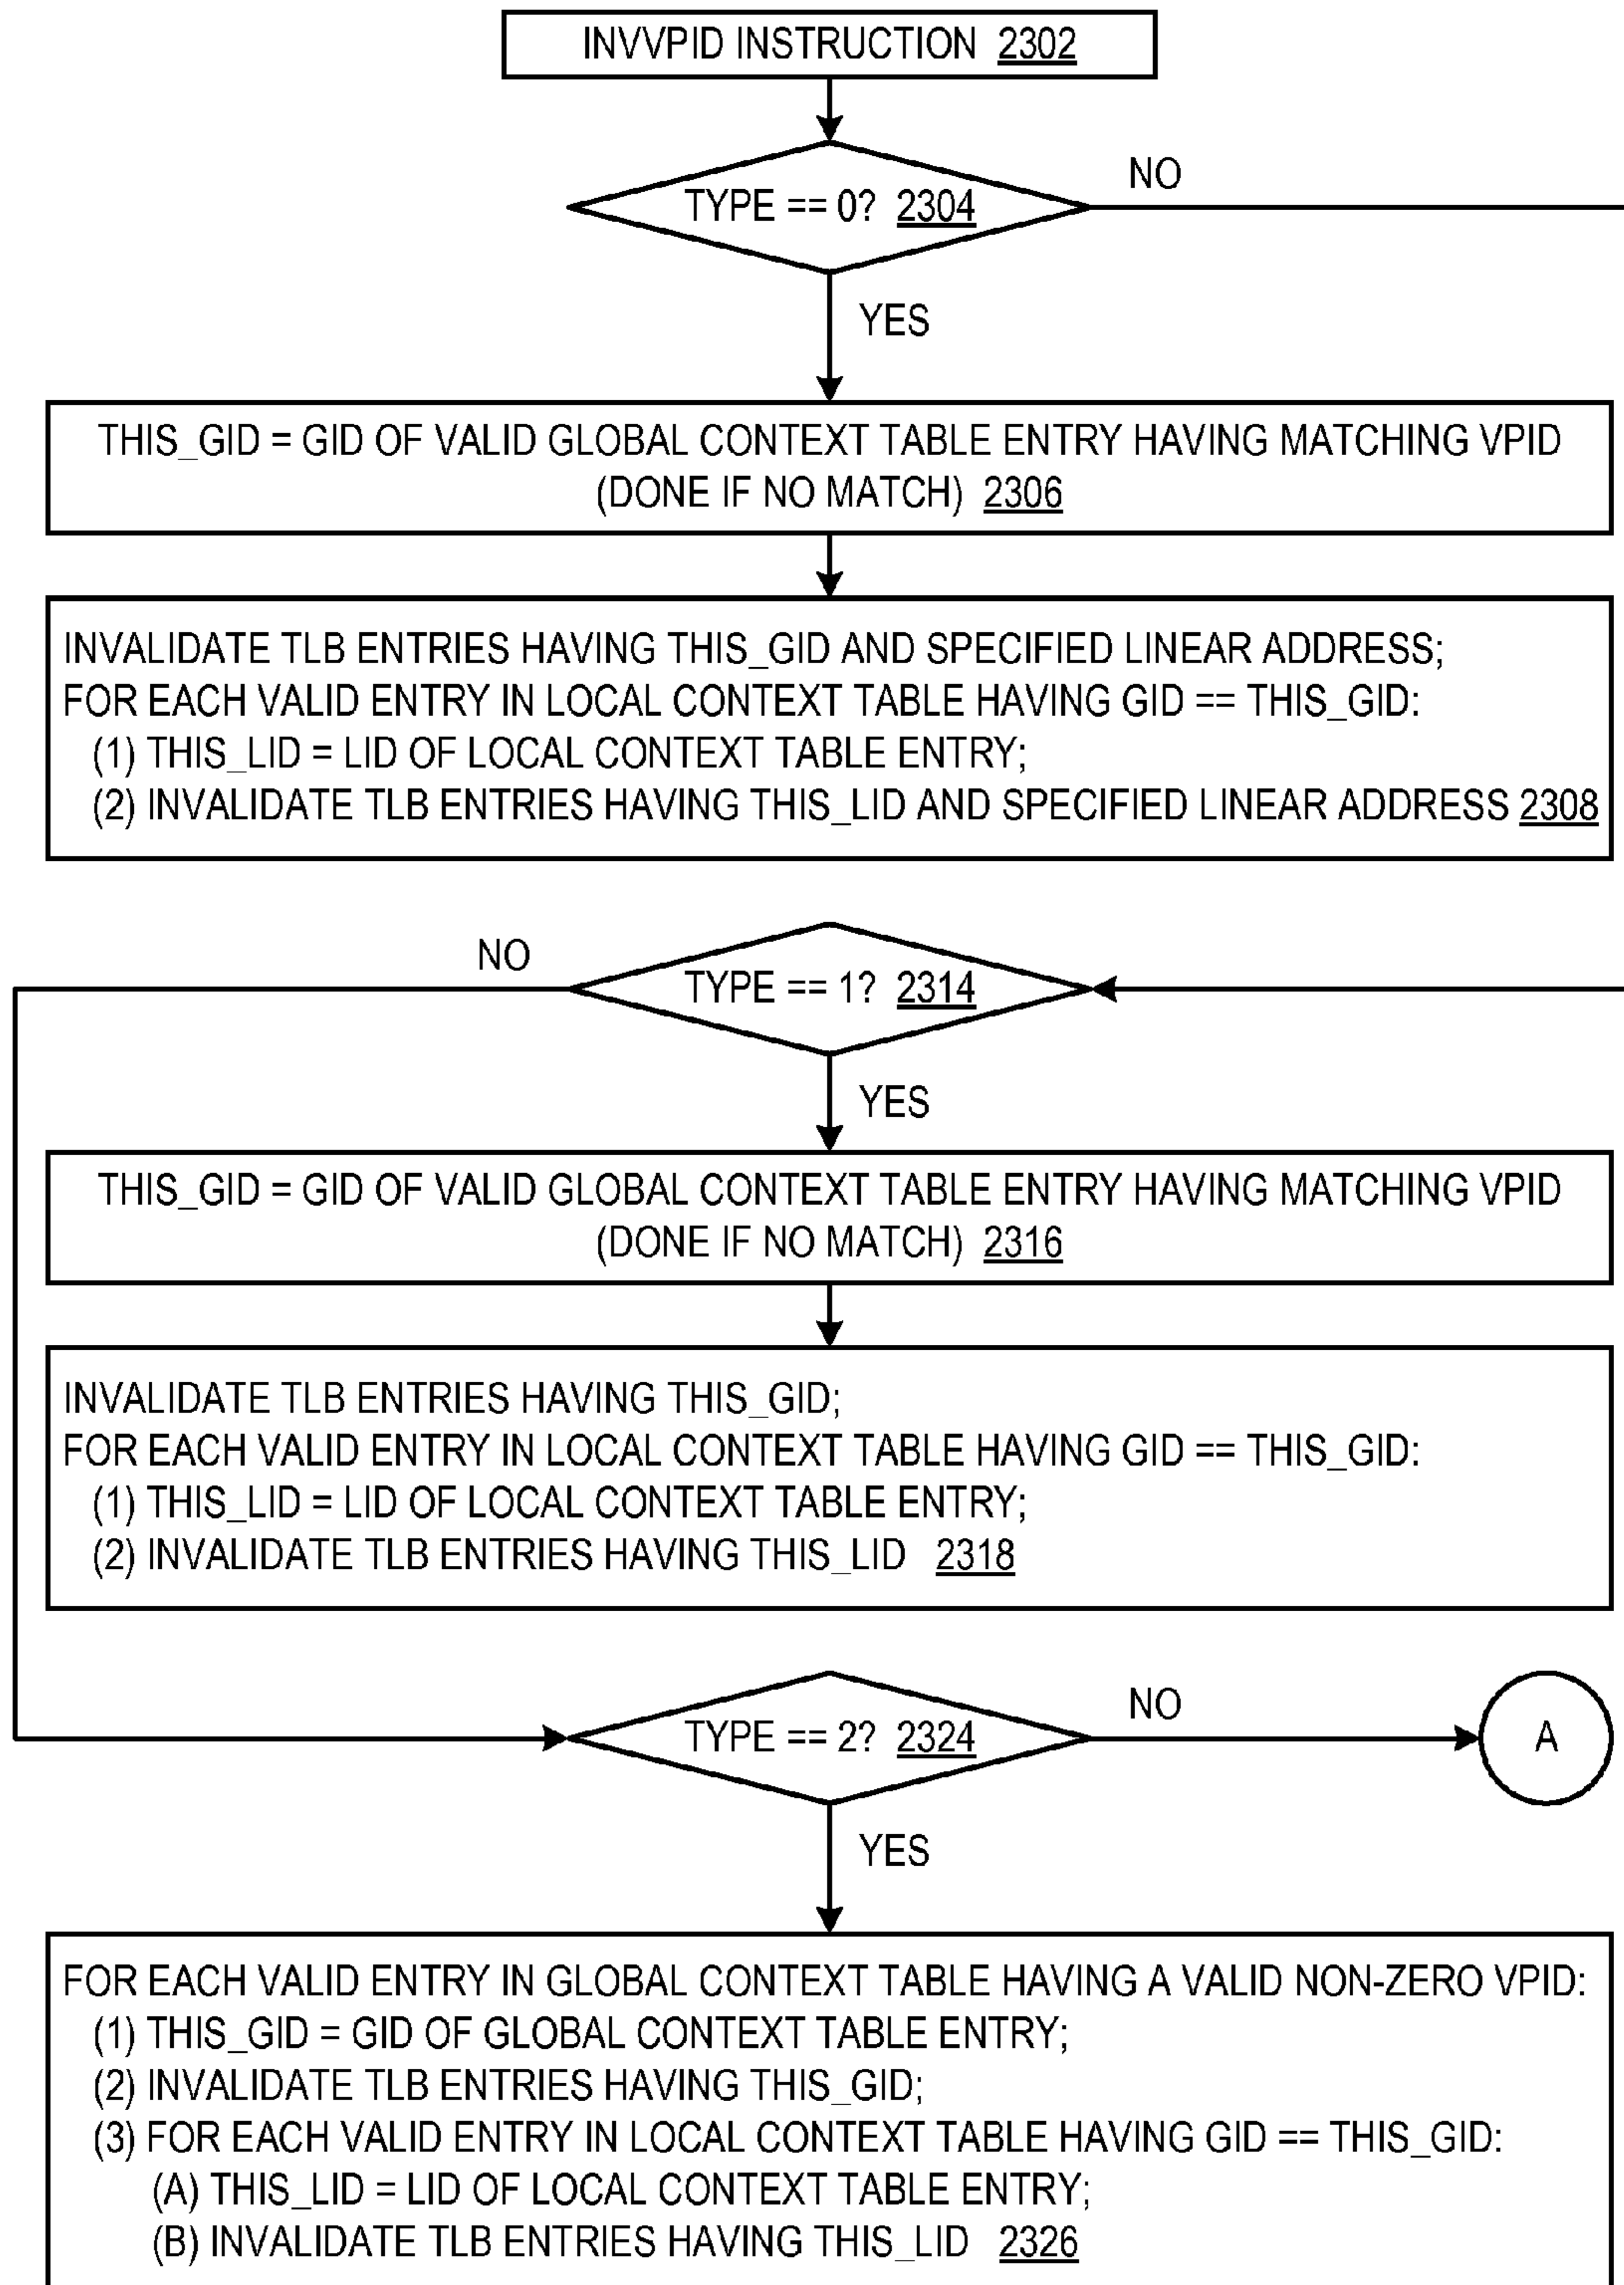 INVVPID INSTRUCTION 2302
TYPE == 0? 2304
NO
YES
THIS_GID = GID OF VALID GLOBAL CONTEXT TABLE ENTRY HAVING MATCHING VPID
(DONE IF NO MATCH) 2306
INVALIDATE TLB ENTRIES HAVING THIS_GID AND SPECIFIED LINEAR ADDRESS;
FOR EACH VALID ENTRY IN LOCAL CONTEXT TABLE HAVING GID == THIS_GID:
(1) THIS_LID = LID OF LOCAL CONTEXT TABLE ENTRY;
(2) INVALIDATE TLB ENTRIES HAVING THIS_LID AND SPECIFIED LINEAR ADDRESS 2308
NO
TYPE == 1? 2314
YES
THIS_GID = GID OF VALID GLOBAL CONTEXT TABLE ENTRY HAVING MATCHING VPID
(DONE IF NO MATCH) 2316
INVALIDATE TLB ENTRIES HAVING THIS_GID;
FOR EACH VALID ENTRY IN LOCAL CONTEXT TABLE HAVING GID == THIS_GID:
(1) THIS_LID = LID OF LOCAL CONTEXT TABLE ENTRY;
(2) INVALIDATE TLB ENTRIES HAVING THIS_LID 2318
TYPE == 2? 2324
NO
A
YES
FOR EACH VALID ENTRY IN GLOBAL CONTEXT TABLE HAVING A VALID NON-ZERO VPID:
(1) THIS_GID = GID OF GLOBAL CONTEXT TABLE ENTRY;
(2) INVALIDATE TLB ENTRIES HAVING THIS_GID;
(3) FOR EACH VALID ENTRY IN LOCAL CONTEXT TABLE HAVING GID == THIS_GID:
(A) THIS_LID = LID OF LOCAL CONTEXT TABLE ENTRY;
(B) INVALIDATE TLB ENTRIES HAVING THIS_LID 2326